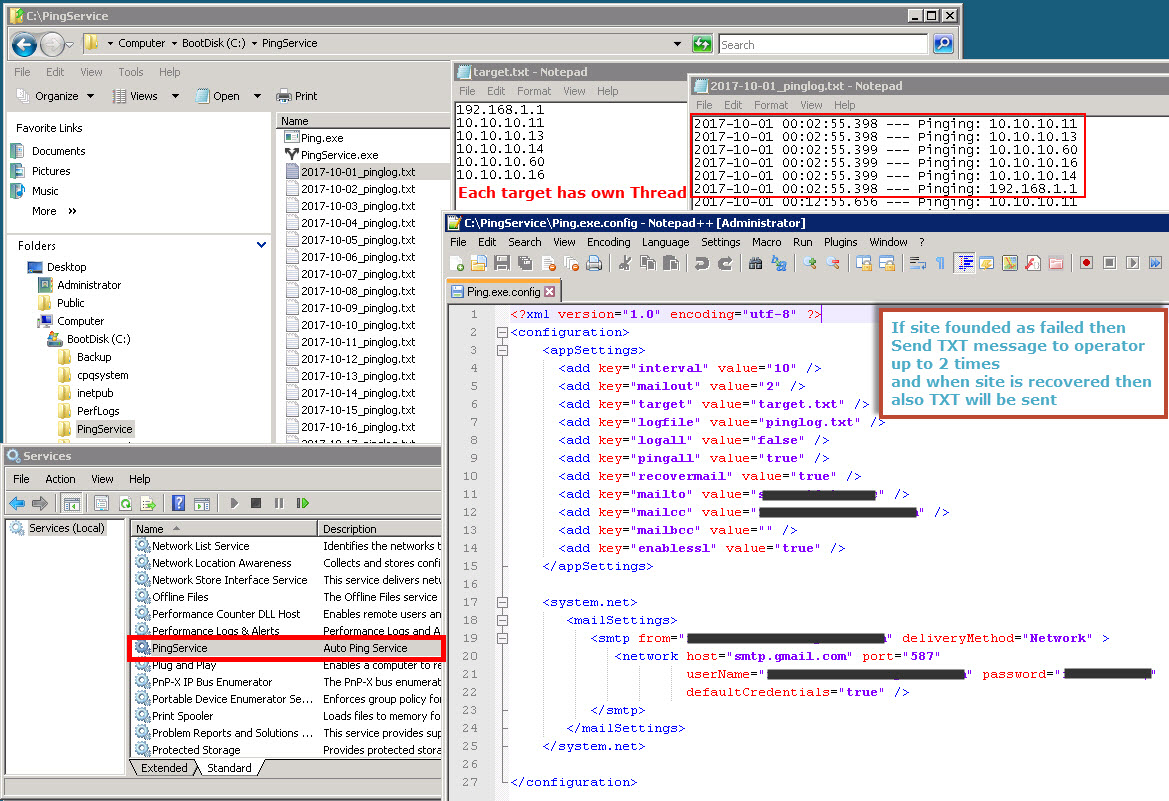 C:\PingService
Computer BootDisk (C:) PingService
Search
File Edit View Tools Help
Organize Views Open Print
Favorite Links
Documents
Pictures
Music
More »
Folders
Desktop
Administrator
Public
Computer
BootDisk (C:)
Backup
cpqsystem
inetpub
PerfLogs
PingService
Name
Ping.exe
PingService.exe
2017-10-01_pinglog.txt
2017-10-02_pinglog.txt
2017-10-03_pinglog.txt
2017-10-04_pinglog.txt
2017-10-05_pinglog.txt
2017-10-06_pinglog.txt
2017-10-07_pinglog.txt
2017-10-08_pinglog.txt
2017-10-09_pinglog.txt
2017-10-10_pinglog.txt
2017-10-11_pinglog.txt
2017-10-12_pinglog.txt
2017-10-13_pinglog.txt
2017-10-14_pinglog.txt
2017-10-15_pinglog.txt
2017-10-16_pinglog.txt
2017-10-17_pinglog.txt
target.txt - Notepad
File Edit Format View Help
192.168.1.1
10.10.10.11
10.10.10.13
10.10.10.14
10.10.10.60
10.10.10.16
Each target has own Thread
2017-10-01_pinglog.txt - Notepad
File Edit Format View Help
2017-10-01 00:02:55.398 --- Pinging: 10.10.10.11
2017-10-01 00:02:55.398 --- Pinging: 10.10.10.13
2017-10-01 00:02:55.399 --- Pinging: 10.10.10.60
2017-10-01 00:02:55.399 --- Pinging: 10.10.10.16
2017-10-01 00:02:55.399 --- Pinging: 10.10.10.14
2017-10-01 00:02:55.398 --- Pinging: 192.168.1.1
2017-10-01 00:12:55.656 --- Pinging: 10.10.10.11
C:\PingService\Ping.exe.config - Notepad++ [Administrator]
File Edit Search View Encoding Language Settings Macro Run Plugins Window ?
Ping.exe.config
1 <?xml version="1.0" encoding="utf-8" ?>
2 <configuration>
3 <appSettings>
4 <add key="interval" value="10" />
5 <add key="mailout" value="2" />
6 <add key="target" value="target.txt" />
7 <add key="logfile" value="pinglog.txt" />
8 <add key="logall" value="false" />
9 <add key="pingall" value="true" />
10 <add key="recovermail" value="true" />
11 <add key="mailto" value="s" />
12 <add key="mailcc" value="" />
13 <add key="mailbcc" value="" />
14 <add key="enablessl" value="true" />
15 </appSettings>
16
17 <system.net>
18 <mailSettings>
19 <smtp from="" deliveryMethod="Network" >
20 <network host="smtp.gmail.com" port="587"
21 userName="" password=""
22 defaultCredentials="true" />
23 </smtp>
24 </mailSettings>
25 </system.net>
26
27 </configuration>
If site founded as failed then
Send TXT message to operator
up to 2 times
and when site is recovered then
also TXT will be sent
Services
File Action View Help
Services (Local)
Name Description
Network List Service Identifies the networks t
Network Location Awareness Collects and stores confi
Network Store Interface Service This service delivers netw
Offline Files The Offline Files service
Performance Counter DLL Host Enables remote users an
Performance Logs & Alerts Performance Logs and A
PingService Auto Ping Service
Plug and Play Enables a computer to re
PnP-X IP Bus Enumerator The PnP-X bus enumerat
Portable Device Enumerator Se... Enforces group policy for
Print Spooler Loads files to memory fo
Problem Reports and Solutions ... This service provides sup
Protected Storage Provides protected stora
Extended Standard